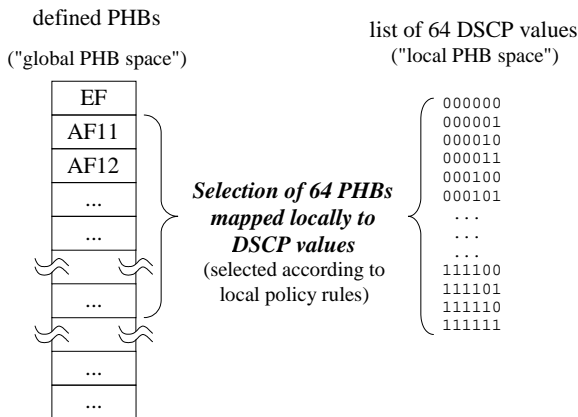 defined PHBs
("global PHB space")
EF
AF11
AF12
...
...
...
...
...
Selection of 64 PHBs
mapped locally to
DSCP values
(selected according to
local policy rules)
list of 64 DSCP values
("local PHB space")
000000
000001
000010
000011
000100
000101
...
...
...
111100
111101
111110
111111